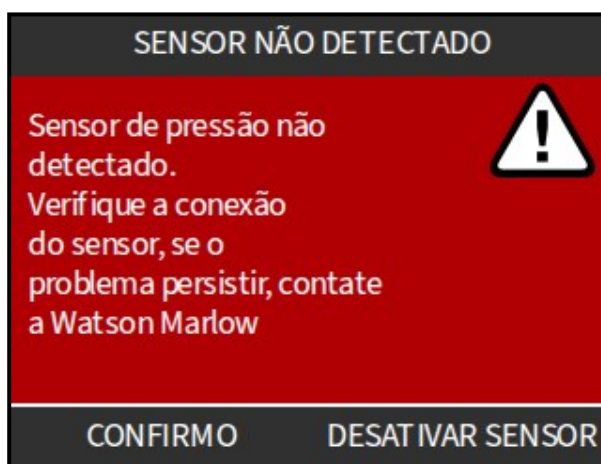 SENSOR NÃO DETECTADO
Sensor de pressão não
detectado.
Verifique a conexão
do sensor, se o
problema persistir, contate
a Watson Marlow
CONFIRMO DESATIVAR SENSOR